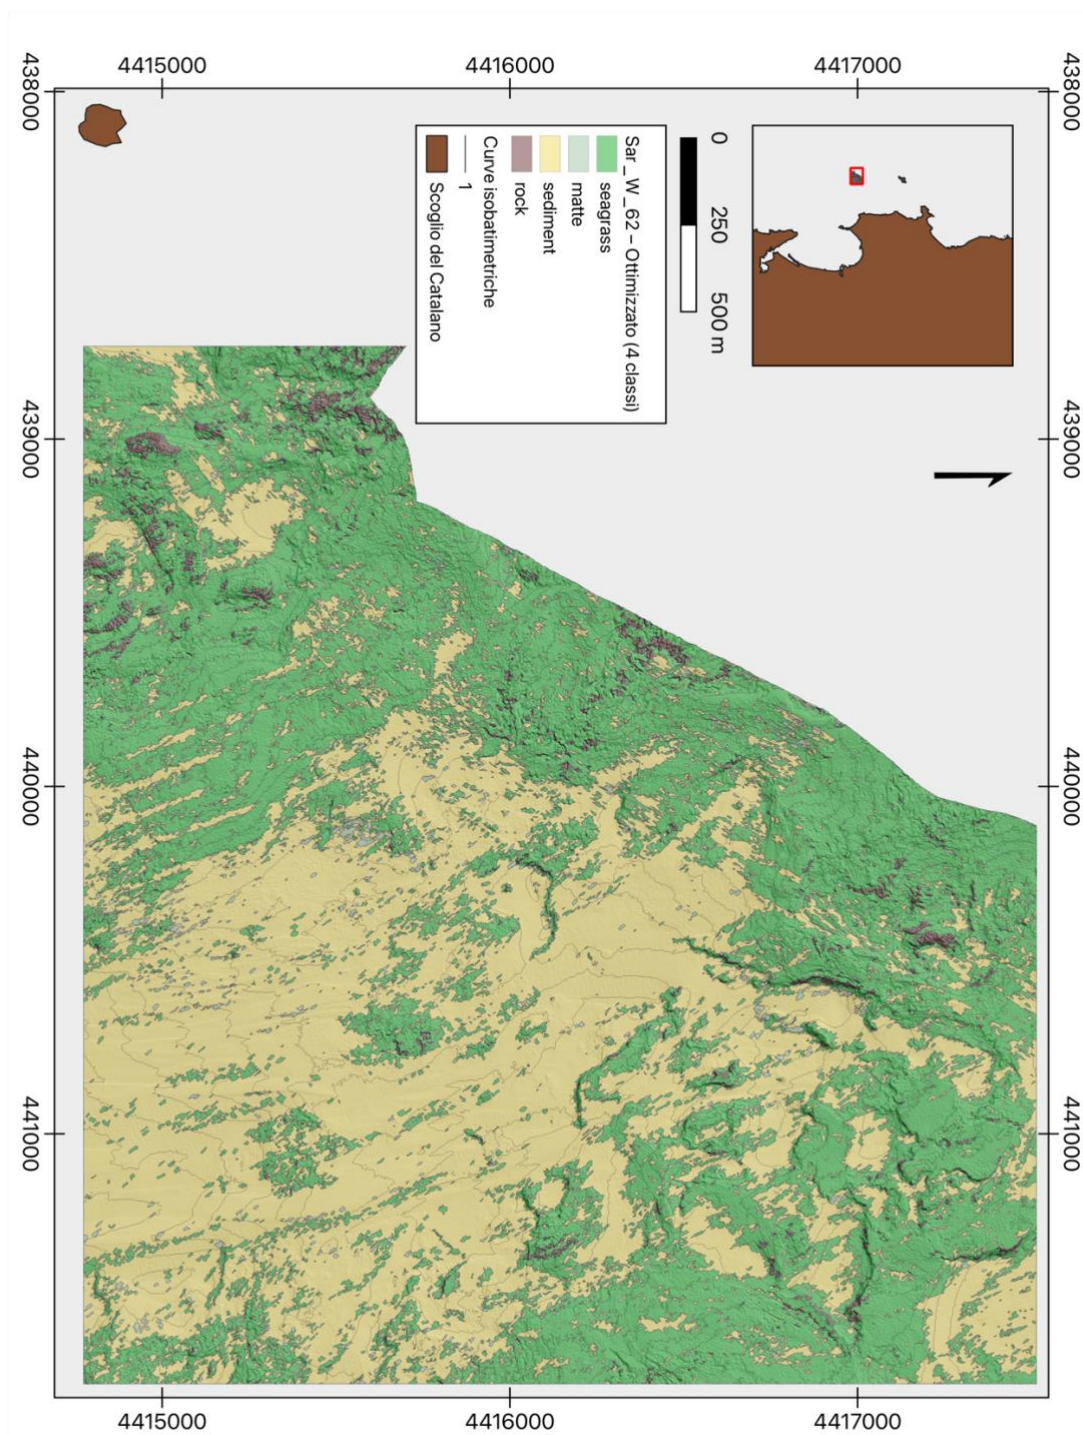 4415000
4416000
4417000
438000
438000
0
250
500 m
Sar_W_62 – Ottimizzato (4 classi)
seagrass
matte
sediment
rock
Curve isobatimetriche
1
Scoglio del Catalano
439000
439000
440000
440000
441000
441000
4415000
4416000
4417000